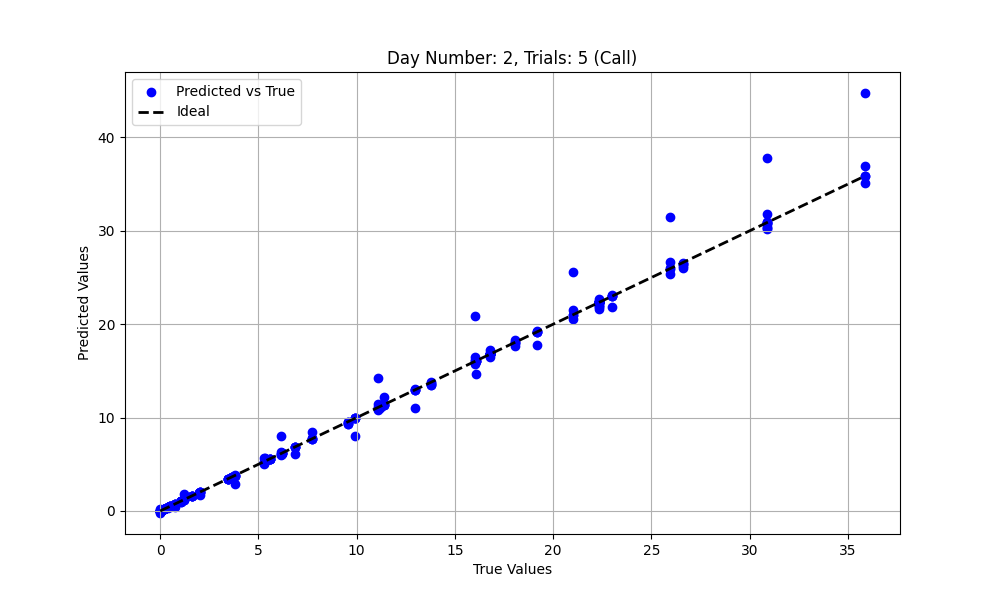 Day Number: 2, Trials: 5 (Call)
Predicted vs True
Ideal
Predicted Values
40
30
20
10
0
0 5 10 15 20 25 30 35
True Values